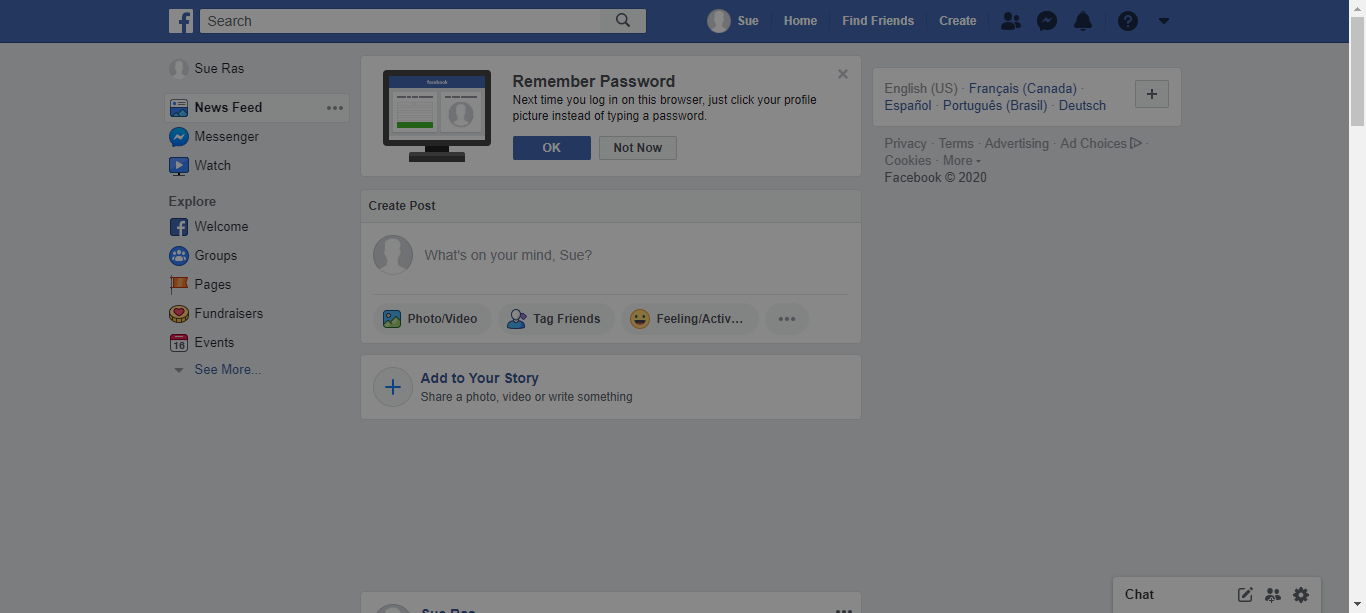 Search
Sue
Home
Find Friends
Create
Sue Ras
News Feed
Messenger
Watch
Explore
Welcome
Groups
Pages
Fundraisers
16
Events
See More...
facebook
Remember Password
Next time you log in on this browser, just click your profile
picture instead of typing a password.
OK
Not Now
Create Post
What's on your mind, Sue?
Photo/Video
Tag Friends
Feeling/Activ...
Add to Your Story
Share a photo, video or write something
Sue Ras
English (US) · Français (Canada) ·
Español · Português (Brasil) · Deutsch
Privacy · Terms · Advertising · Ad Choices ·
Cookies · More
Facebook © 2020
Chat